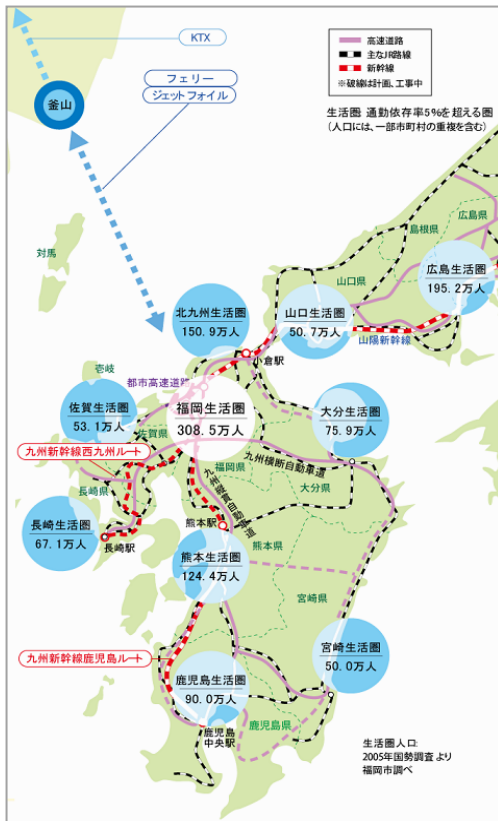 KTX
高速道路
主なJR路線
新幹線
※破線は計画、工事中
フェリー
ジェットフォイル
釜山
生活圏:通勤依存率5%を超える圏
(人口には、一部市町村の重複を含む)
対馬
島根県
広島県
山口県
広島生活圏
195.2万人
北九州生活圏
150.9万人
山口生活圏
50.7万人
山陽新幹線
小倉駅
壱岐
都市高速道路
佐賀生活圏
53.1万人
佐賀県
福岡生活圏
308.5万人
大分生活圏
75.9万人
九州新幹線西九州ルート
福岡県
九州横断自動車道
大分県
長崎県
九州縦貫自動車道
長崎生活圏
67.1万人
長崎駅
熊本駅
熊本県
熊本生活圏
124.4万人
宮崎県
九州新幹線鹿児島ルート
宮崎生活圏
50.0万人
鹿児島生活圏
90.0万人
鹿児島
中央駅
鹿児島県
生活圏人口:
2005年国勢調査より
福岡市調べ